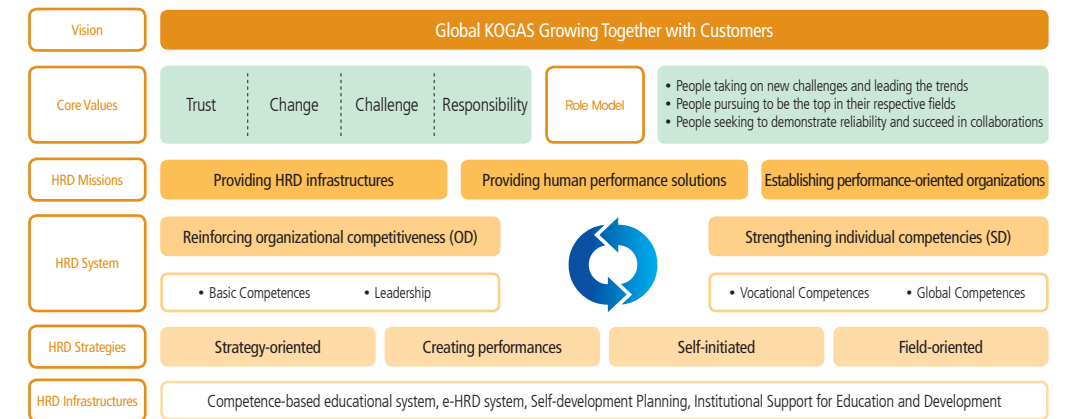 Vision
Global KOGAS Growing Together with Customers
Core Values
Trust
Change
Challenge
Responsibility
Role Model
• People taking on new challenges and leading the trends
• People pursuing to be the top in their respective fields
• People seeking to demonstrate reliability and succeed in collaborations
HRD Missions
Providing HRD infrastructures
Providing human performance solutions
Establishing performance-oriented organizations
HRD System
Reinforcing organizational competitiveness (OD)
Strengthening individual competencies (SD)
• Basic Competences
• Leadership
• Vocational Competences
• Global Competences
HRD Strategies
Strategy-oriented
Creating performances
Self-initiated
Field-oriented
HRD Infrastructures
Competence-based educational system, e-HRD system, Self-development Planning, Institutional Support for Education and Development